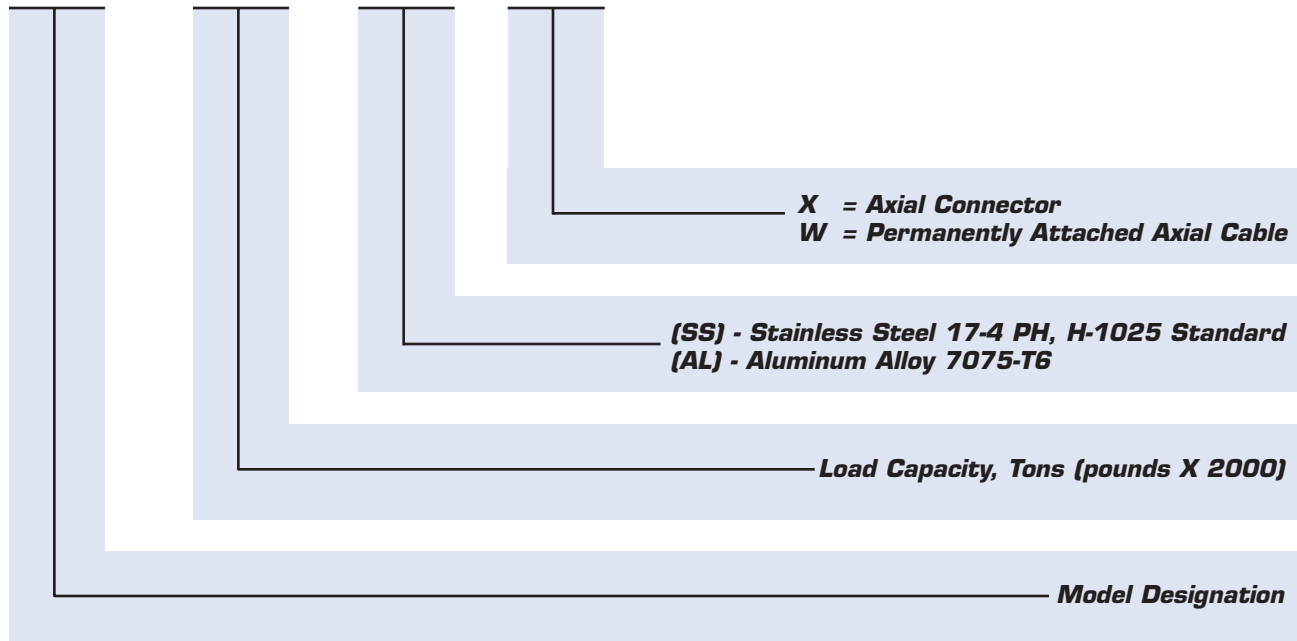 X = Axial Connector
W = Permanently Attached Axial Cable
(SS) - Stainless Steel 17-4 PH, H-1025 Standard
(AL) - Aluminum Alloy 7075-T6
Load Capacity, Tons (pounds X 2000)
Model Designation